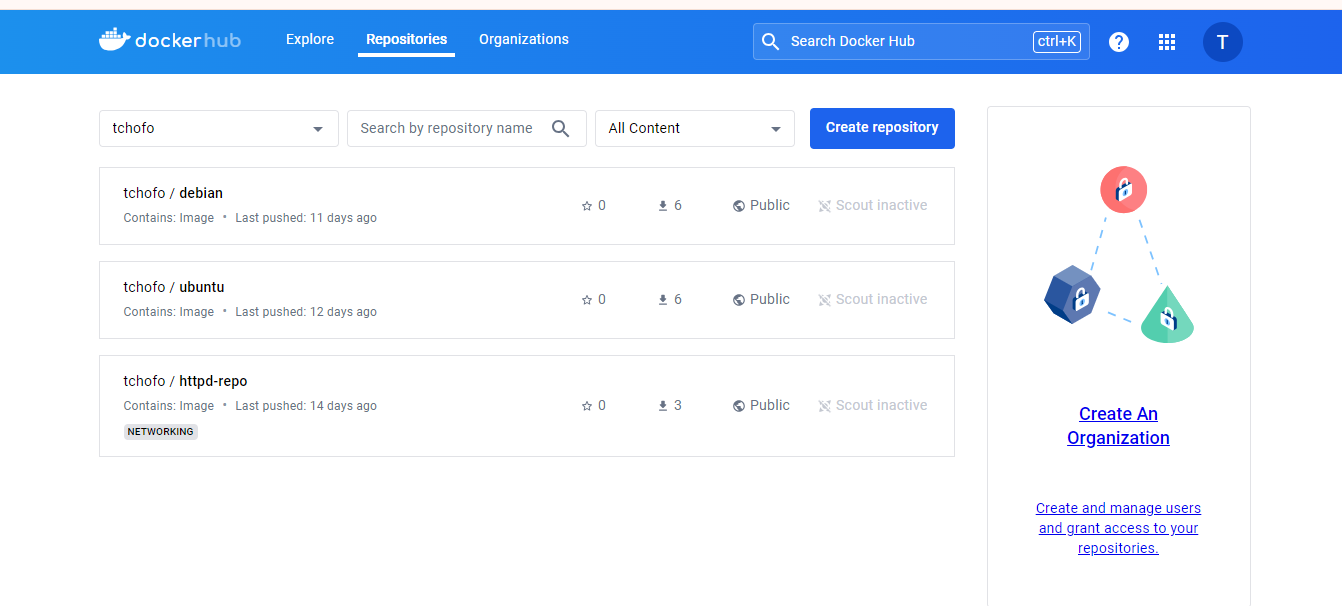 dockerhub
Explore
Repositories
Organizations
Search Docker Hub
ctrl+K
?
T
tchofo
Search by repository name
All Content
Create repository
tchofo / debian
Contains: Image • Last pushed: 11 days ago
0
6
Public
Scout inactive
tchofo / ubuntu
Contains: Image • Last pushed: 12 days ago
0
6
Public
Scout inactive
tchofo / httpd-repo
Contains: Image • Last pushed: 14 days ago
NETWORKING
0
3
Public
Scout inactive
Create An
Organization
Create and manage users
and grant access to your
repositories.